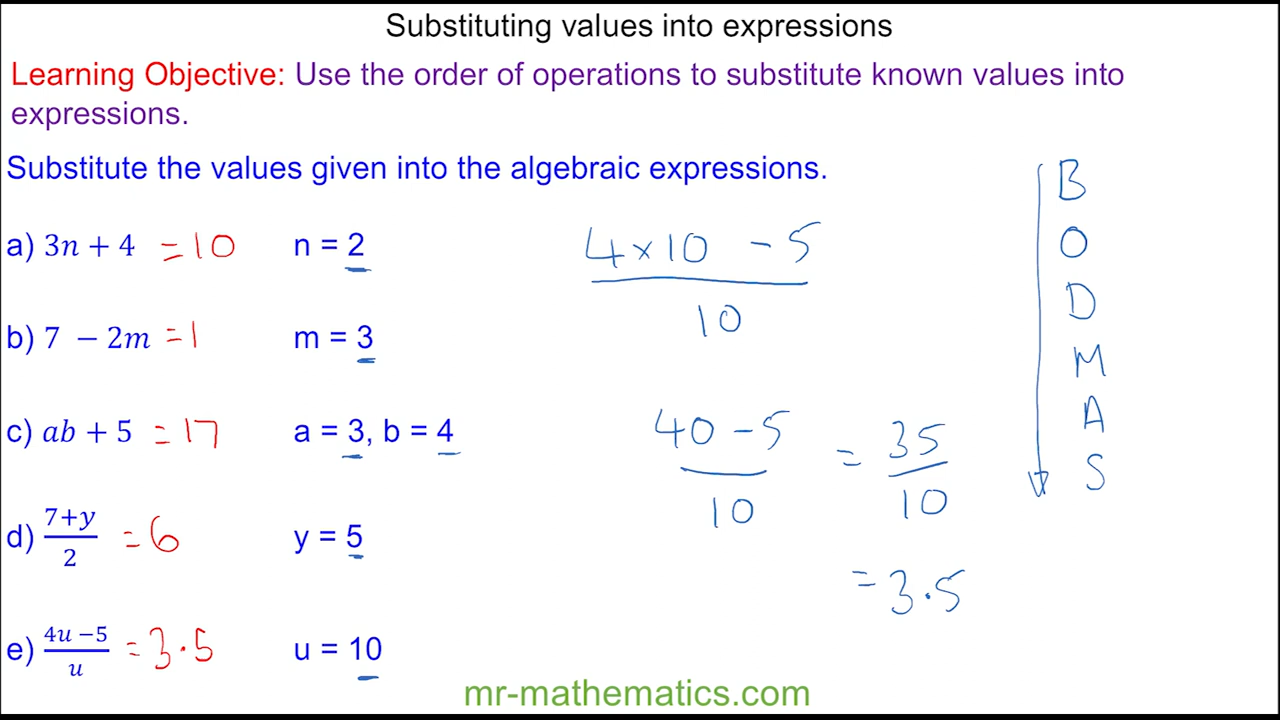 Substituting values into expressions
Learning Objective: Use the order of operations to substitute known values into
expressions.
Substitute the values given into the algebraic expressions.
a) 3n + 4 = 10 n = 2
b) 7 − 2m = 1 m = 3
c) ab + 5 = 17 a = 3, b = 4
d) (7+y)/2 = 6 y = 5
e) (4u −5)/u = 3·5 u = 10
4 × 10 − 5
10
40 − 5 = 35
10 10
= 3·5
B
O
D
M
A
S
mr-mathematics.com